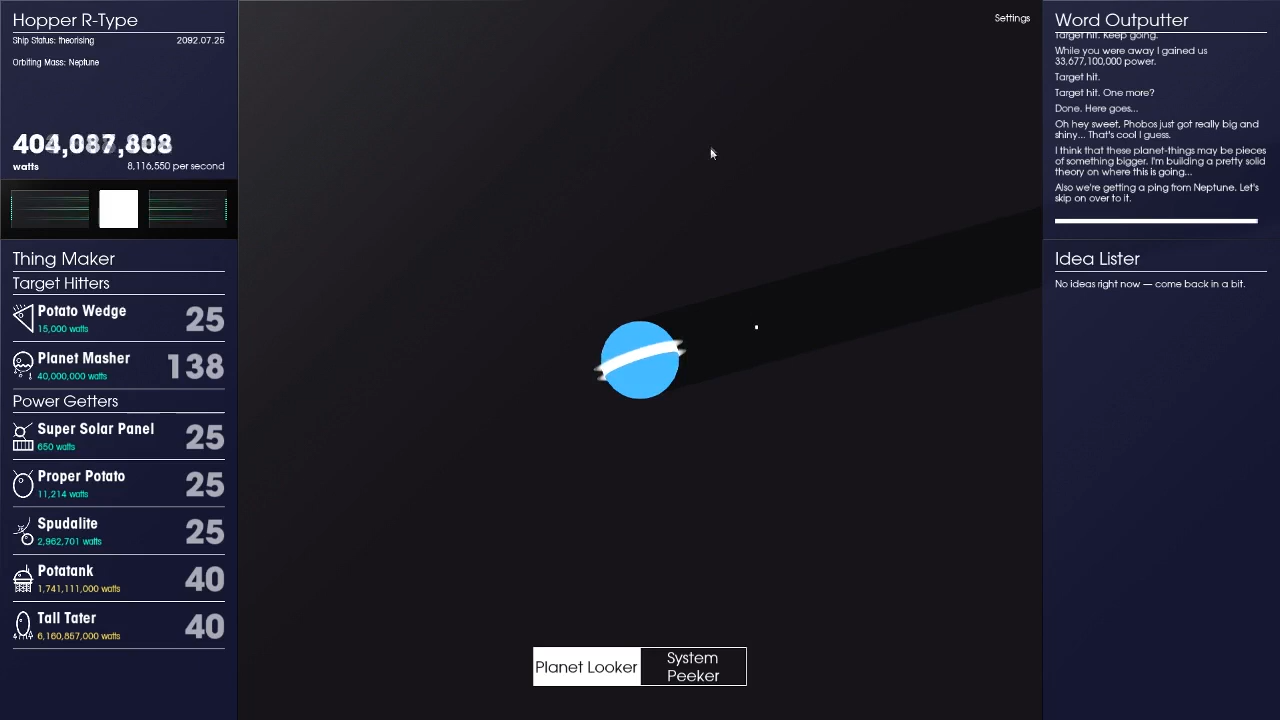 Hopper R-Type
Ship Status: theorising 2092.07.25
Orbiting Mass: Neptune
404,087,808
watts 8,116,550 per second
Thing Maker
Target Hitters
Potato Wedge 25
15,000 watts
Planet Masher 138
40,000,000 watts
Power Getters
Super Solar Panel 25
650 watts
Proper Potato 25
11,214 watts
Spudalite 25
2,962,701 watts
Potatank 40
1,741,111,000 watts
Tall Tater 40
6,160,857,000 watts
Settings
Planet Looker
System
Peeker
Word Outputter
Target hit. Keep going.
While you were away I gained us
33,677,100,000 power.
Target hit.
Target hit. One more?
Done. Here goes...
Oh hey sweet, Phobos just got really big and
shiny... That's cool I guess.
I think that these planet-things may be pieces
of something bigger. I'm building a pretty solid
theory on where this is going...
Also we're getting a ping from Neptune. Let's
skip on over to it.
Idea Lister
No ideas right now — come back in a bit.